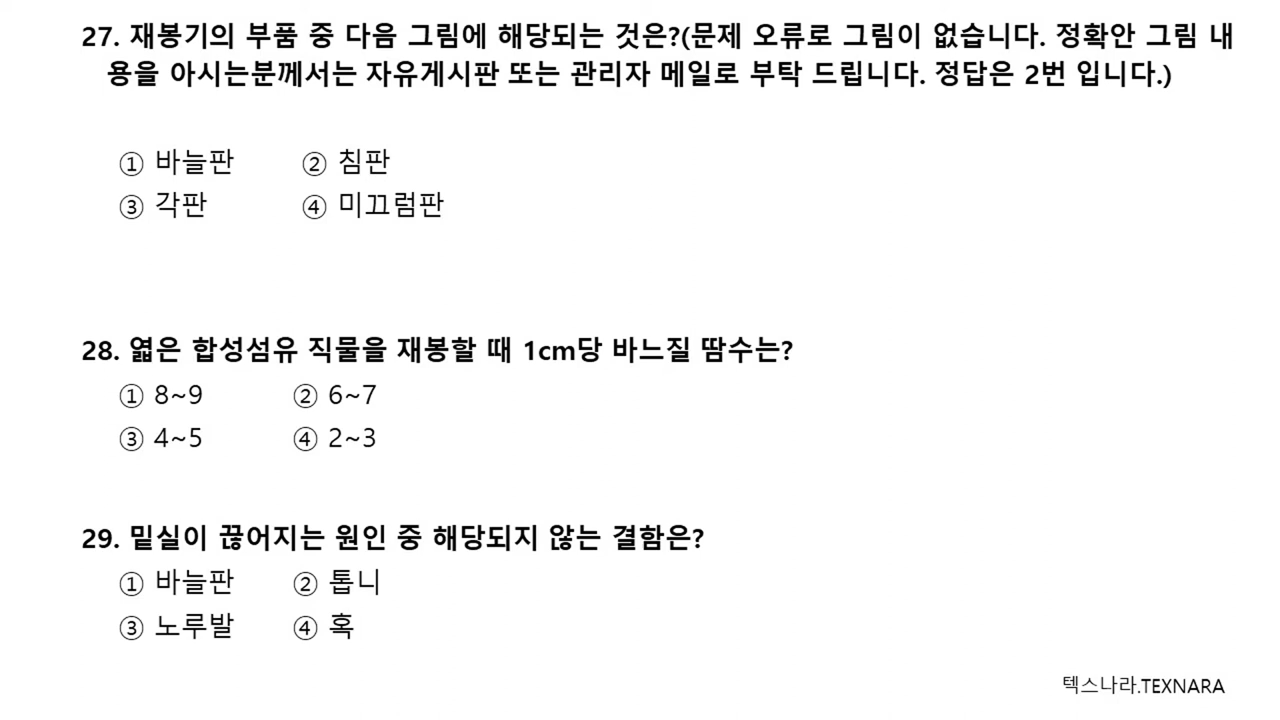 27. 재봉기의 부품 중 다음 그림에 해당되는 것은?(문제 오류로 그림이 없습니다. 정확안 그림 내
용을 아시는분께서는 자유게시판 또는 관리자 메일로 부탁 드립니다. 정답은 2번 입니다.)
① 바늘판 ② 침판
③ 각판 ④ 미끄럼판
28. 엷은 합성섬유 직물을 재봉할 때 1cm당 바느질 땀수는?
① 8~9 ② 6~7
③ 4~5 ④ 2~3
29. 밑실이 끊어지는 원인 중 해당되지 않는 결함은?
① 바늘판 ② 톱니
③ 노루발 ④ 혹
텍스나라.TEXNARA